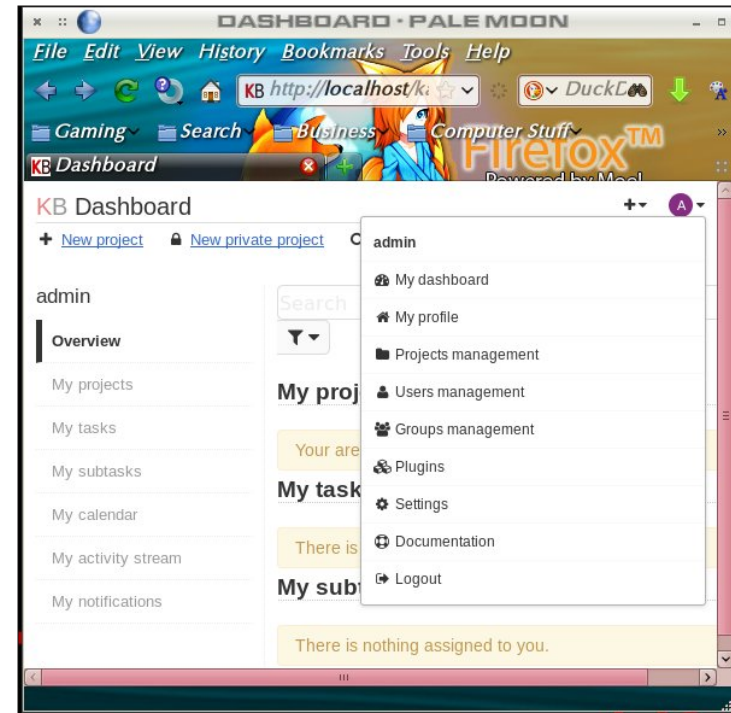 DASHBOARD · PALE MOON
File Edit View History Bookmarks Tools Help
KB http://localhost/ka DuckD
Gaming Search Business Computer Stuff
Firefox™
KB Dashboard
Powered by Moe!
KB Dashboard
A
New project New private project
admin
Search
Overview
My projects
My tasks
My subtasks
My calendar
My activity stream
My notifications
My proj
Your are
My task
There is
My subt
There is nothing assigned to you.
admin
My dashboard
My profile
Projects management
Users management
Groups management
Plugins
Settings
Documentation
Logout